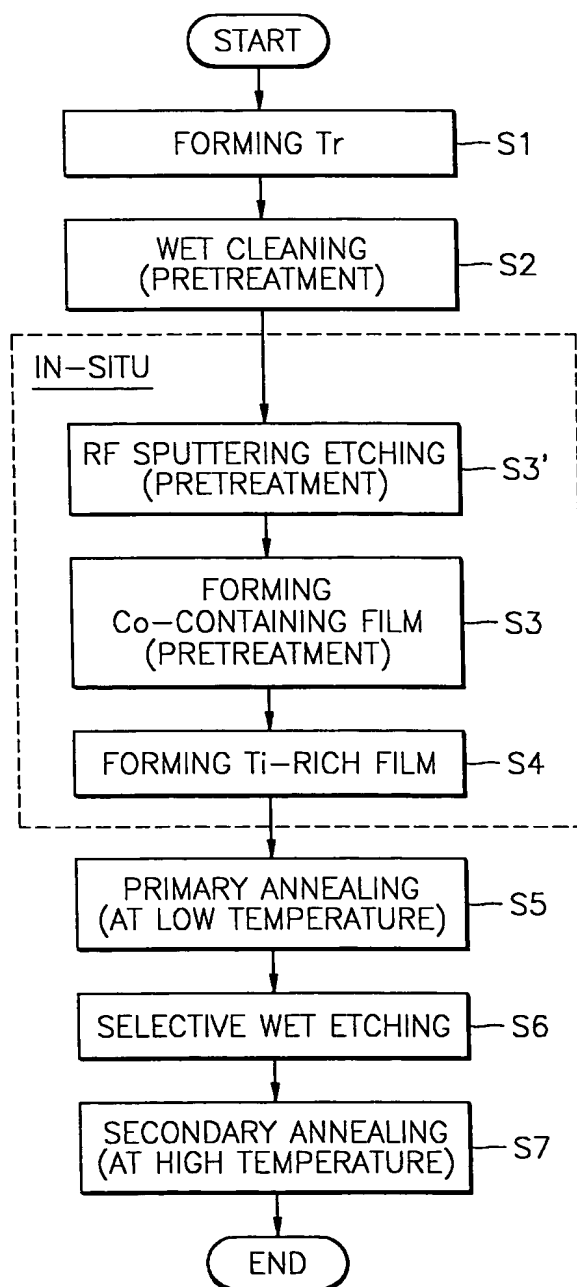 START
FORMING Tr
S1
WET CLEANING
(PRETREATMENT)
S2
IN-SITU
RF SPUTTERING ETCHING
(PRETREATMENT)
S3'
FORMING
Co-CONTAINING FILM
(PRETREATMENT)
S3
FORMING Ti-RICH FILM
S4
PRIMARY ANNEALING
(AT LOW TEMPERATURE)
S5
SELECTIVE WET ETCHING
S6
SECONDARY ANNEALING
(AT HIGH TEMPERATURE)
S7
END